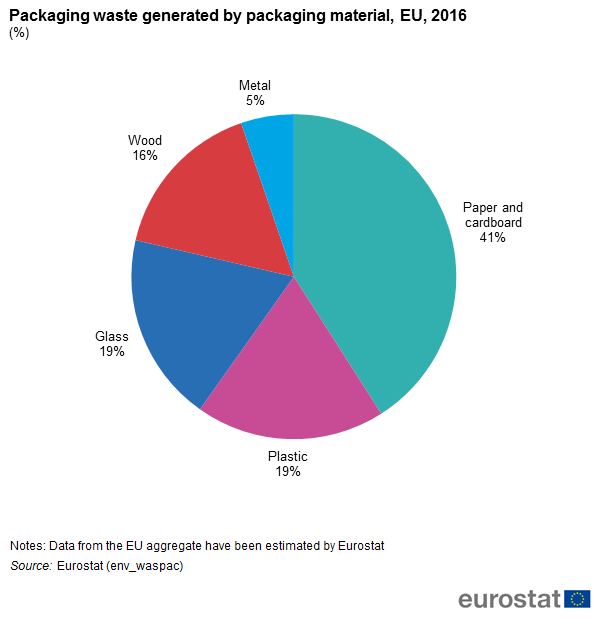 Packaging waste generated by packaging material, EU, 2016
(%)
Metal
5%
Wood
16%
Paper and
cardboard
41%
Glass
19%
Plastic
19%
Notes: Data from the EU aggregate have been estimated by Eurostat
Source: Eurostat (env_waspac)
eurostat